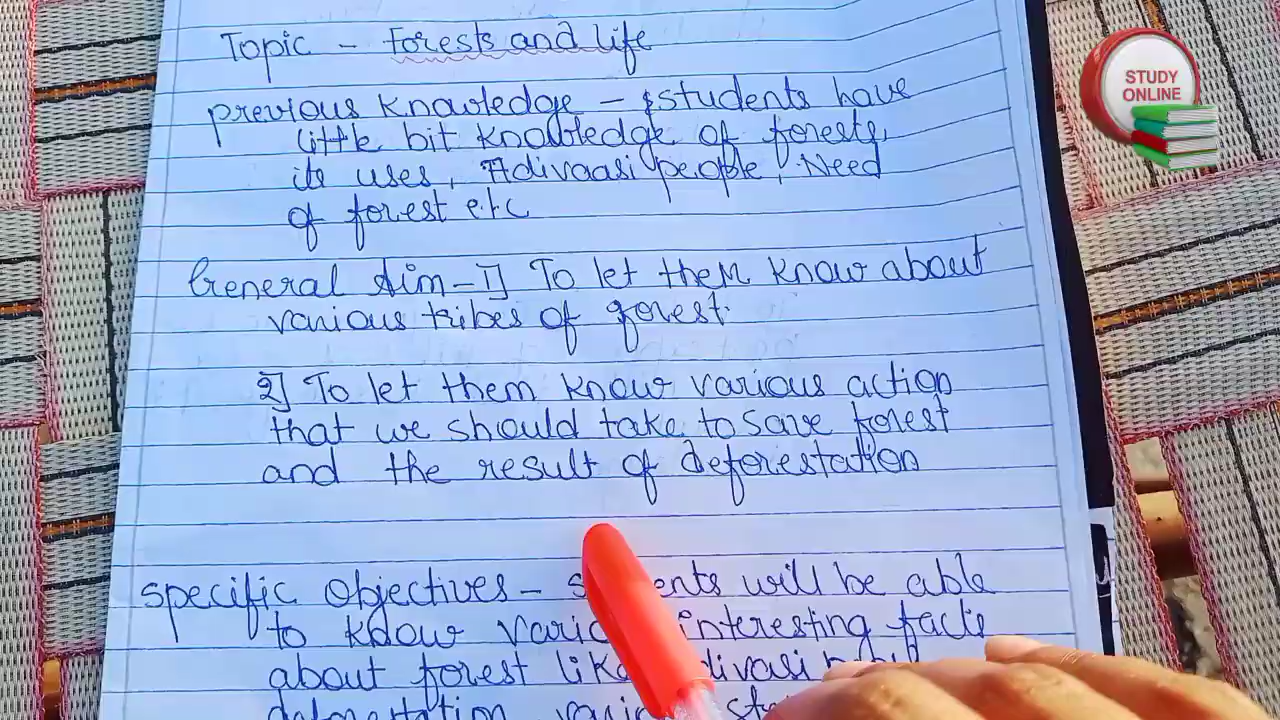 Topic - forests and life
STUDY
ONLINE
previous knowledge - students have
little bit knowledge of forests,
its uses, Adivaasi people, Need
of forest etc
General Aim - 1] To let them know about
various tribes of forest.
2] To let them know various action
that we should take to save forest
and the result of deforestation
specific objectives - will be able
to know interesting facts
about forest like